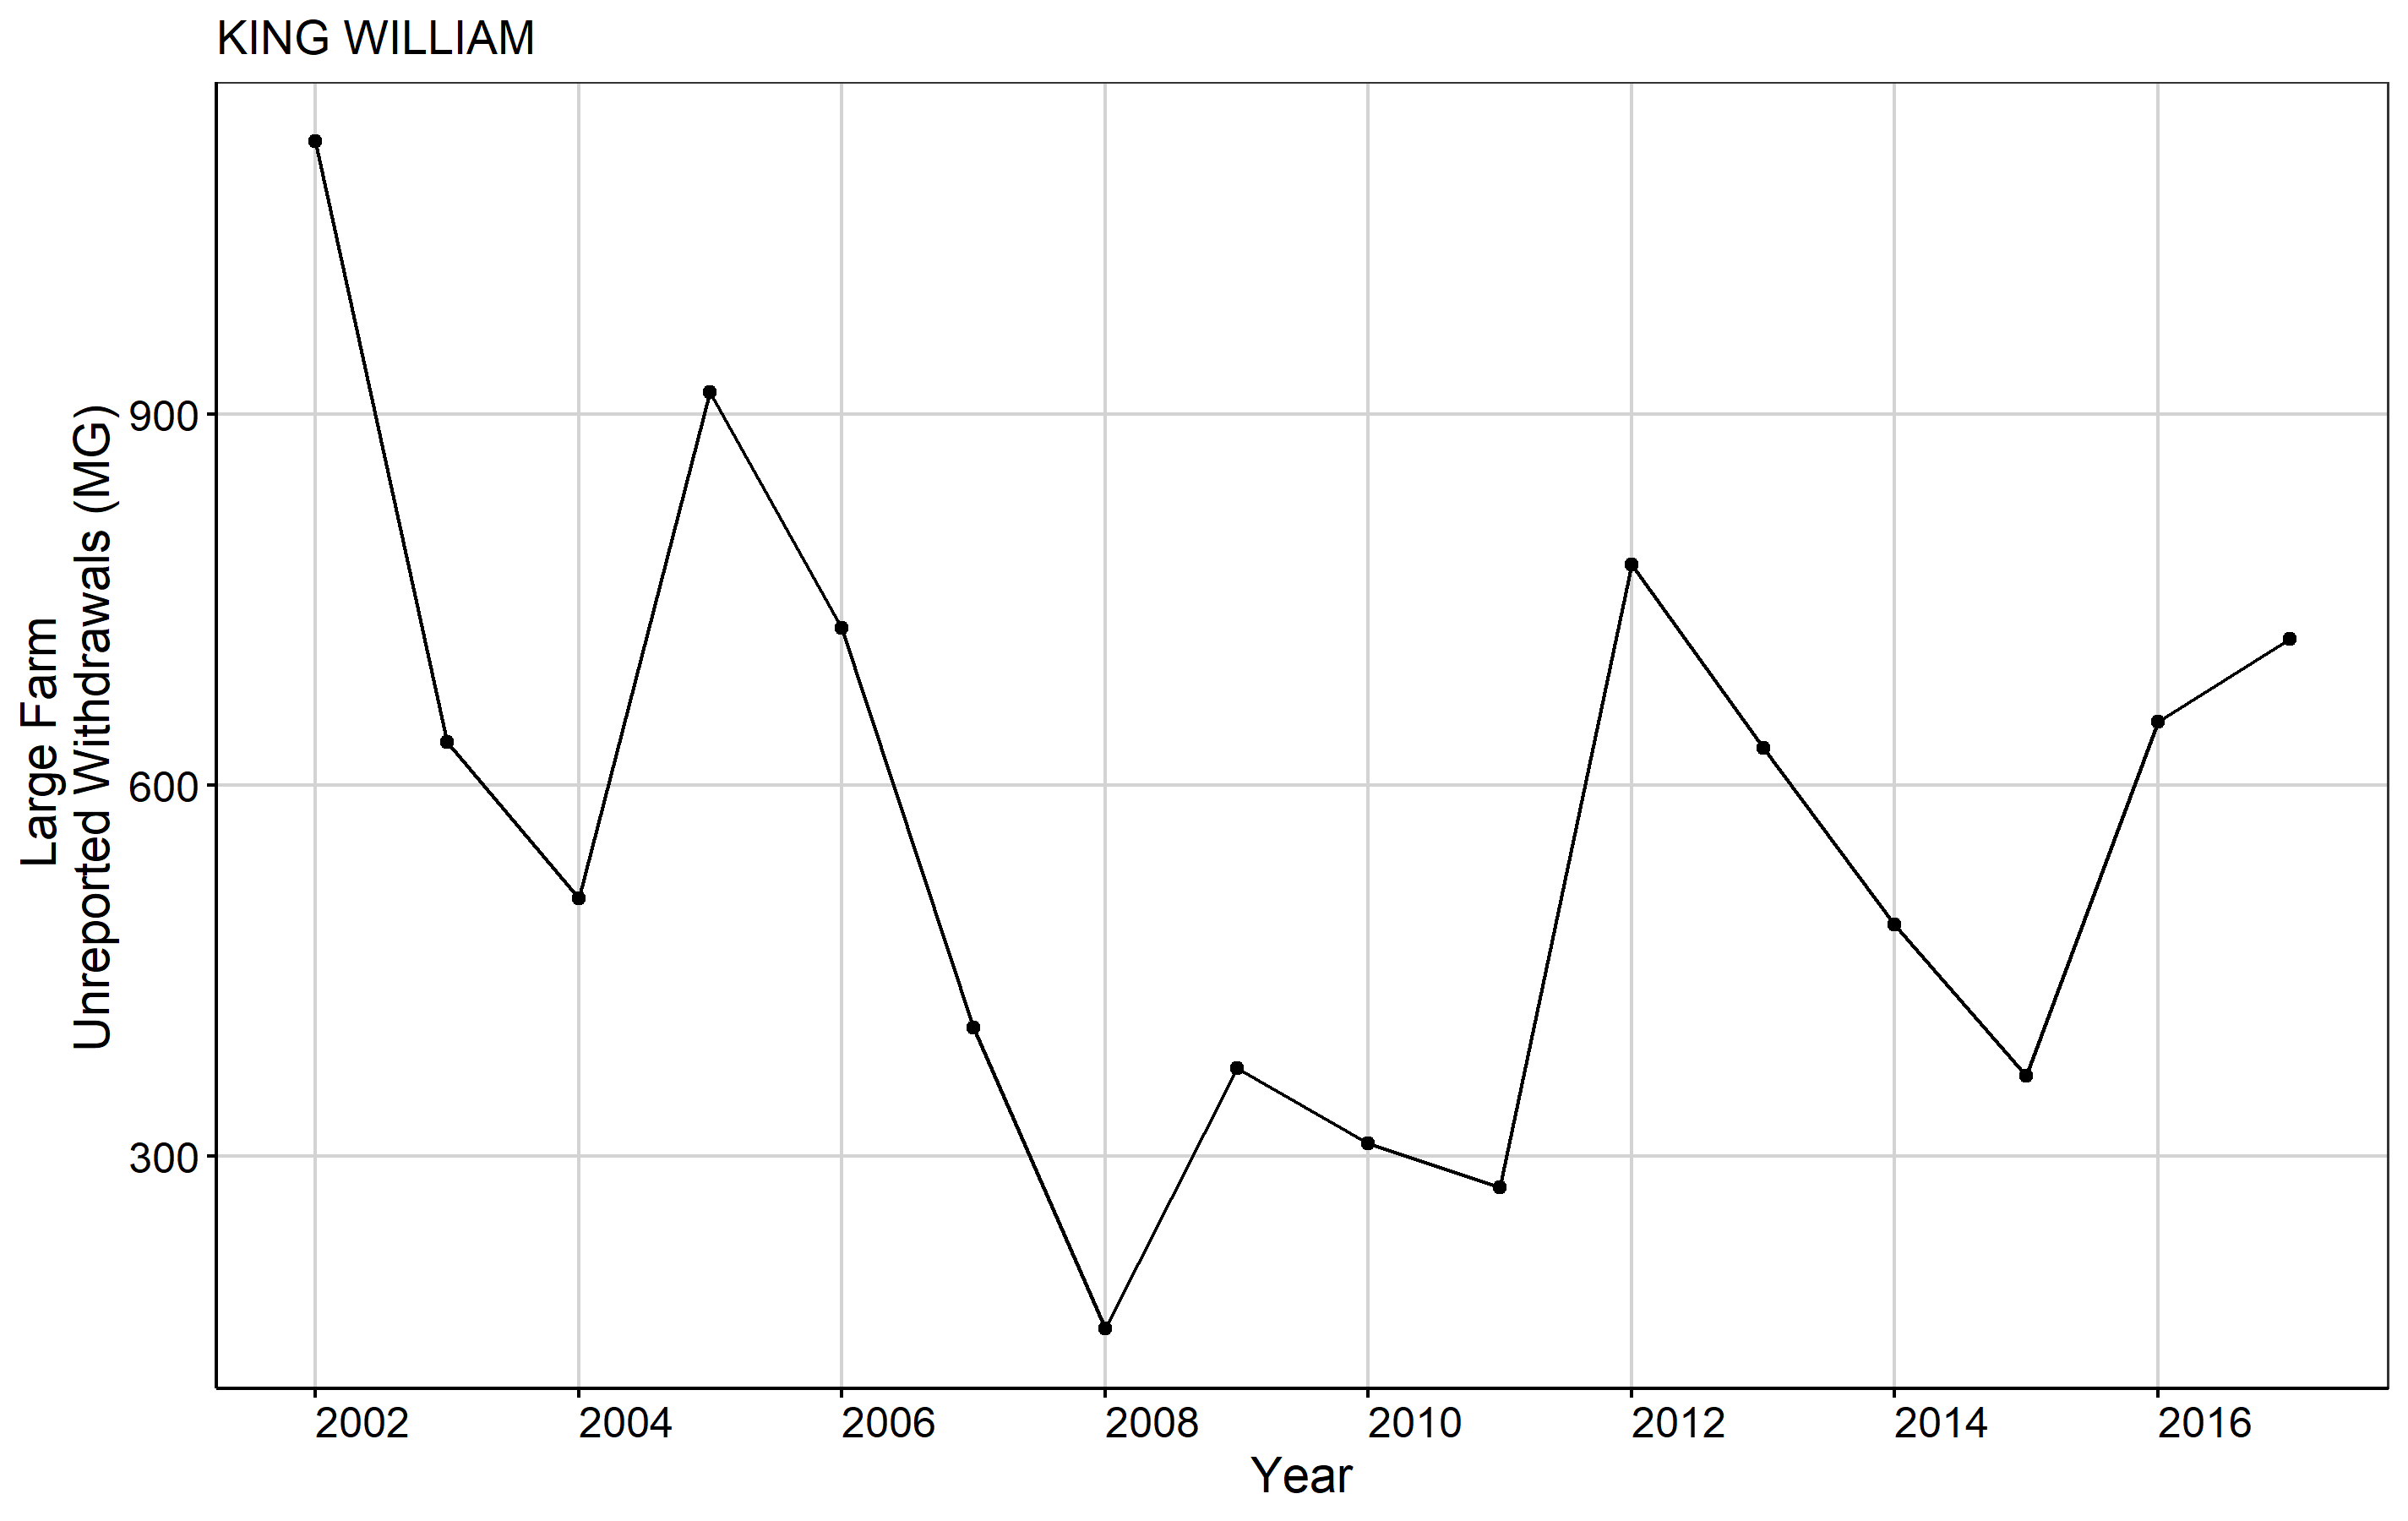 KING WILLIAM
Large Farm
Unreported Withdrawals (MG)
900
600
300
2002 2004 2006 2008 2010 2012 2014 2016
Year